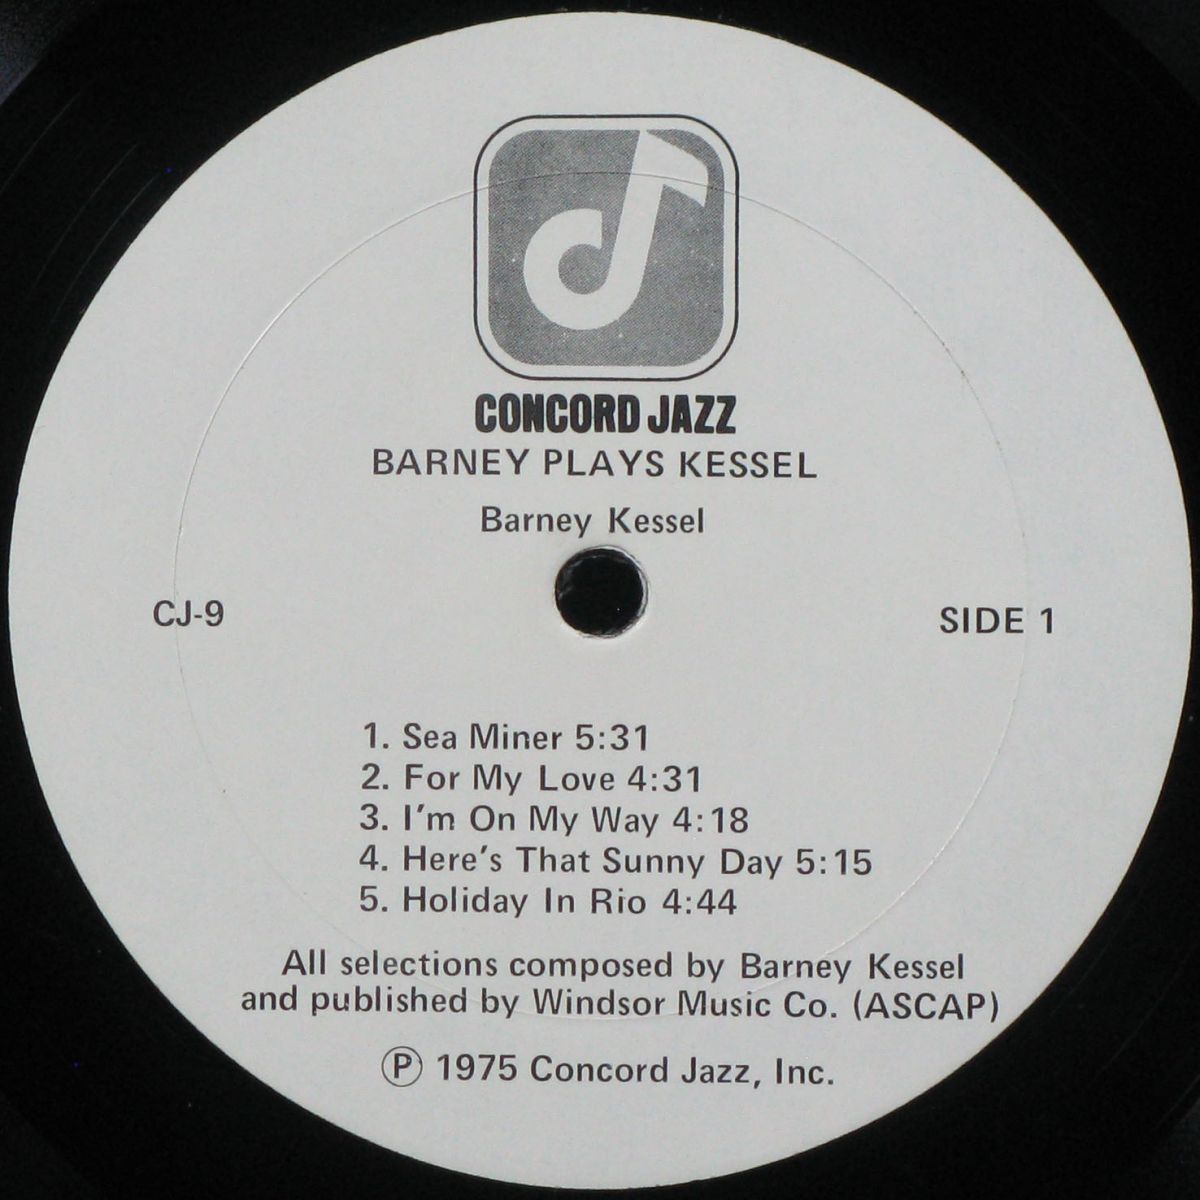 CONCORD JAZZ
BARNEY PLAYS KESSEL
Barney Kessel
CJ-9
SIDE 1
1. Sea Miner 5:31
2. For My Love 4:31
3. I'm On My Way 4:18
4. Here's That Sunny Day 5:15
5. Holiday In Rio 4:44
All selections composed by Barney Kessel
and published by Windsor Music Co. (ASCAP)
Ⓟ 1975 Concord Jazz, Inc.